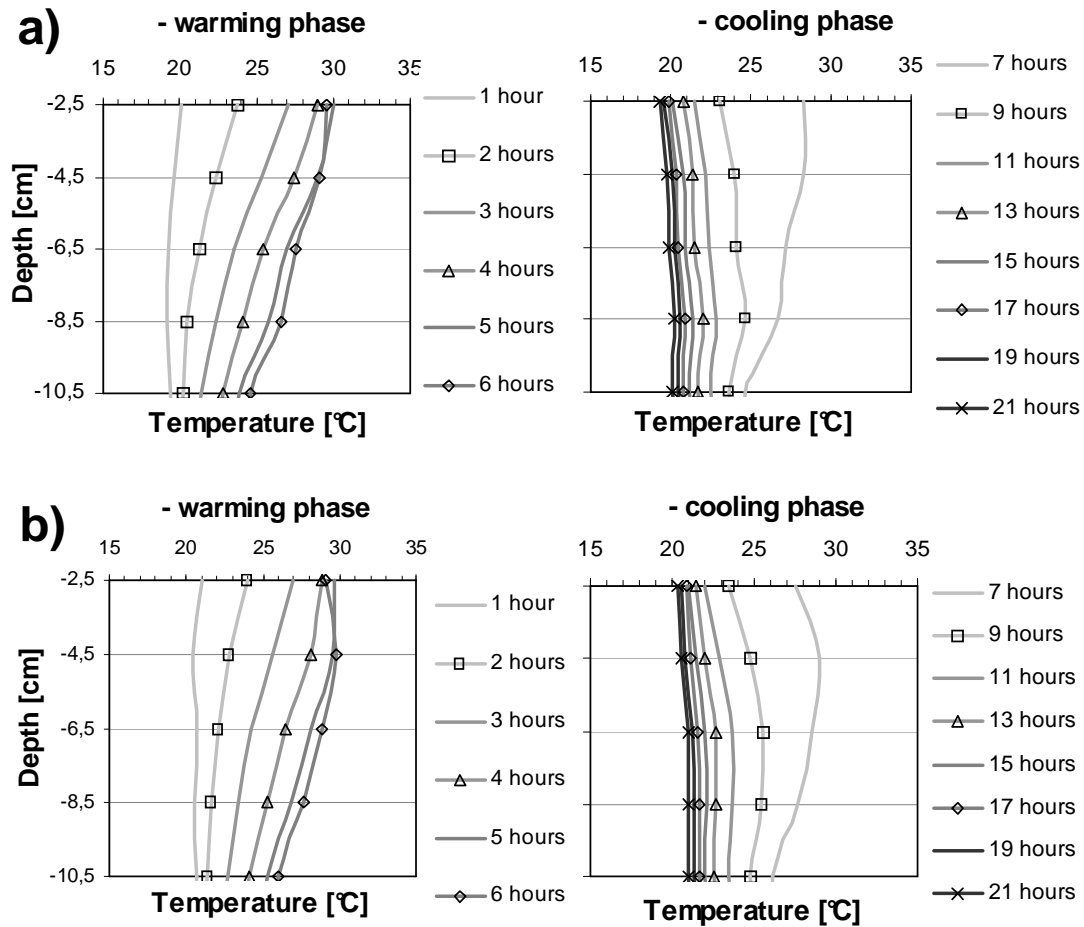 a)
- warming phase
15 20 25 30 35
-2,5
-4,5
-6,5
-8,5
-10,5
Depth [cm]
Temperature [°C]
1 hour
2 hours
3 hours
4 hours
5 hours
6 hours
- cooling phase
15 20 25 30 35
Temperature [°C]
7 hours
9 hours
11 hours
13 hours
15 hours
17 hours
19 hours
21 hours
b)
- warming phase
15 20 25 30 35
-2,5
-4,5
-6,5
-8,5
-10,5
Depth [cm]
Temperature [°C]
1 hour
2 hours
3 hours
4 hours
5 hours
6 hours
- cooling phase
15 20 25 30 35
Temperature [°C]
7 hours
9 hours
11 hours
13 hours
15 hours
17 hours
19 hours
21 hours